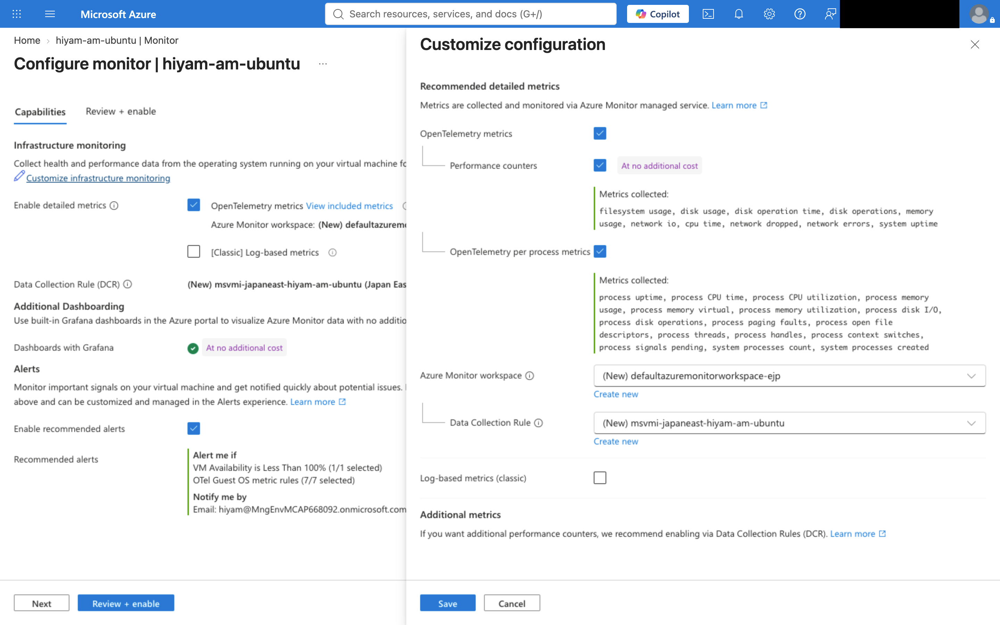 Microsoft Azure
Search resources, services, and docs (G+/)
Copilot
Home > hiyam-am-ubuntu | Monitor
Configure monitor | hiyam-am-ubuntu ...
Capabilities
Review + enable
Infrastructure monitoring
Collect health and performance data from the operating system running on your virtual machine
Customize infrastructure monitoring
Enable detailed metrics
OpenTelemetry metrics View included metrics
Azure Monitor workspace: (New)
[Classic] Log-based metrics
Data Collection Rule (DCR)
(New) msvmi-japaneast-hiyam-am-ubuntu (Japan Eas
Additional Dashboarding
Use built-in Grafana dashboards in the Azure portal to visualize Azure Monitor data with no additio
Dashboards with Grafana
At no additional cost
Alerts
Monitor important signals on your virtual machine and get notified quickly about potential issues.
above and can be customized and managed in the Alerts experience. Learn more
Enable recommended alerts
Recommended alerts
Alert me if
VM Availability is Less Than 100% (1/1 selected)
OTel Guest OS metric rules (7/7 selected)
Notify me by
Email: hiyam@MngEnvMCAP668092.onmicrosoft.com
Next
Review + enable
Customize configuration
Recommended detailed metrics
Metrics are collected and monitored via Azure Monitor managed service. Learn more
OpenTelemetry metrics
Performance counters
At no additional cost
Metrics collected:
filesystem usage, disk usage, disk operation time, disk operations, memory
usage, network io, cpu time, network dropped, network errors, system uptime
OpenTelemetry per process metrics
Metrics collected:
process uptime, process CPU time, process CPU utilization, process memory
usage, process memory virtual, process memory utilization, process disk I/O,
process disk operations, process paging faults, process open file
descriptors, process threads, process handles, process context switches,
process signals pending, system processes count, system processes created
Azure Monitor workspace
(New) defaultazuremonitorworkspace-ejp
Create new
Data Collection Rule
(New) msvmi-japaneast-hiyam-am-ubuntu
Create new
Log-based metrics (classic)
Additional metrics
If you want additional performance counters, we recommend enabling via Data Collection Rules (DCR). Learn more
Save
Cancel